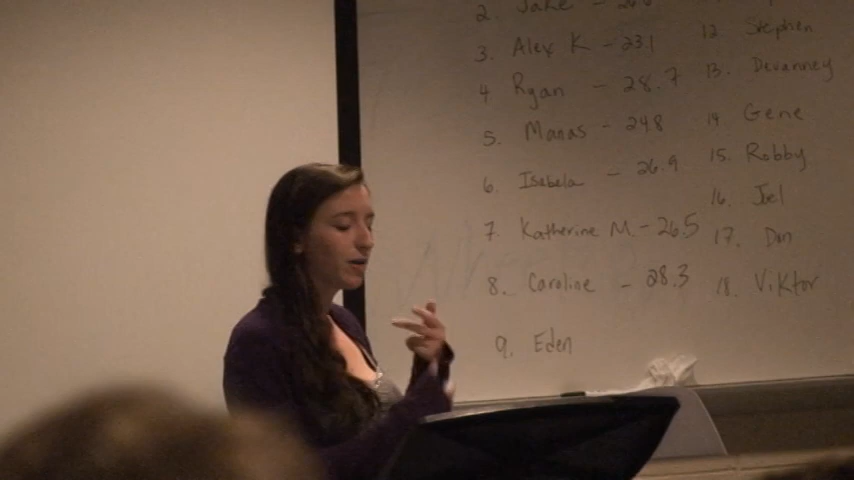 2. Jake -
3. Alex K - 23.1
4 Ryan - 28.7
5. Manas - 24.8
6. Isabela - 26.9
7. Katherine M. - 26.5
8. Caroline - 28.3
9. Eden
12 Stephen
13. Devanney
14. Gene
15. Robby
16. Joel
17. Dan
18. Viktor